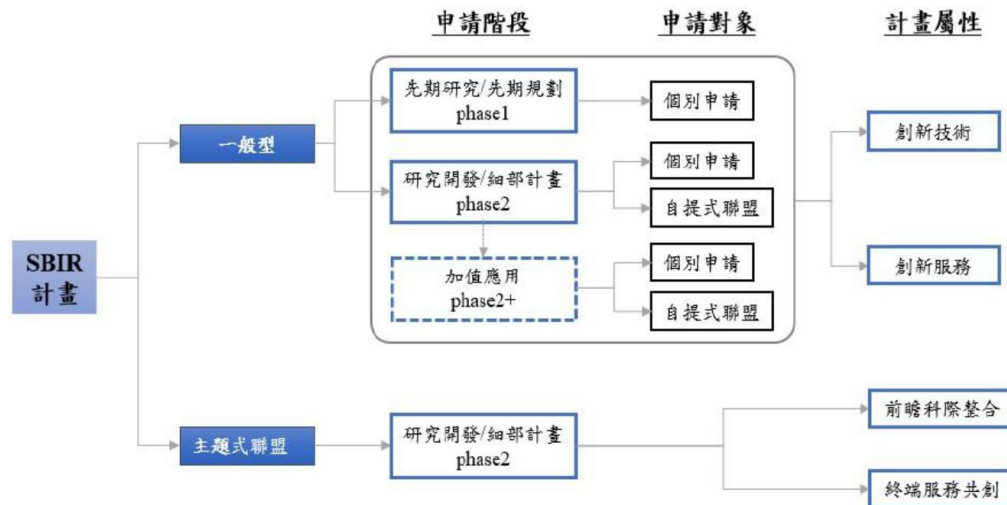 申請階段
申請對象
計畫屬性
先期研究/先期規劃
phase1
個別申請
一般型
創新技術
研究開發/細部計畫
phase2
個別申請
自提式聯盟
SBIR
計畫
加值應用
phase2+
個別申請
自提式聯盟
創新服務
主題式聯盟
研究開發/細部計畫
phase2
前瞻科際整合
終端服務共創